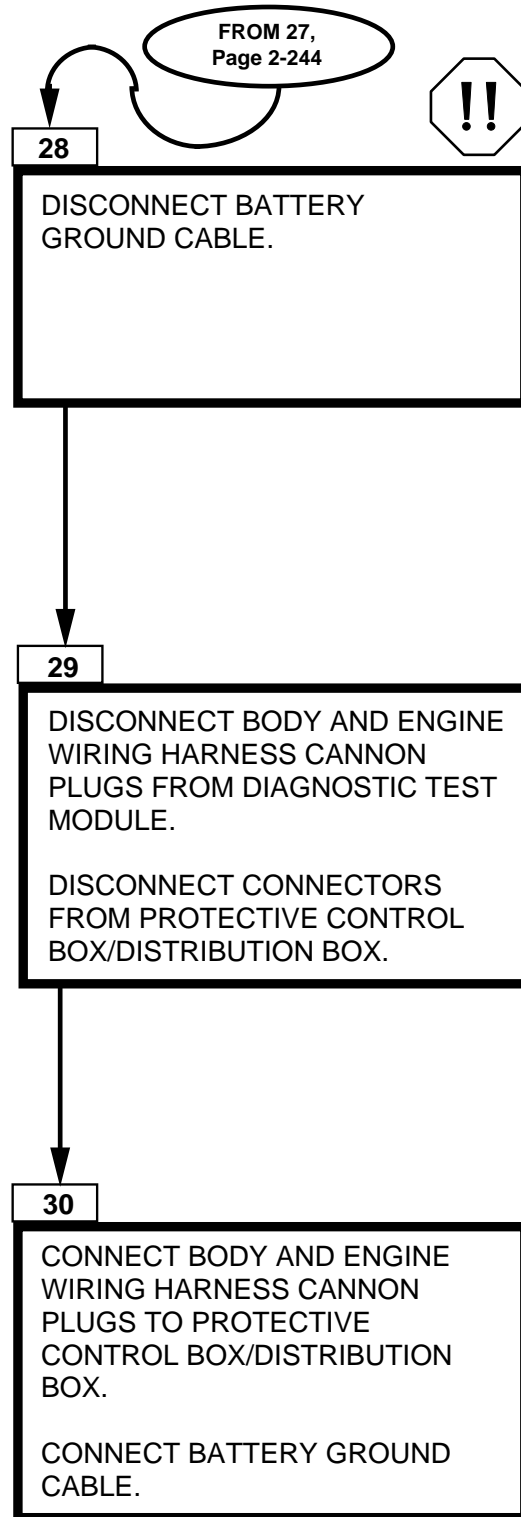 FROM 27,
Page 2-244
!!
28
DISCONNECT BATTERY
GROUND CABLE.
29
DISCONNECT BODY AND ENGINE
WIRING HARNESS CANNON
PLUGS FROM DIAGNOSTIC TEST
MODULE.
DISCONNECT CONNECTORS
FROM PROTECTIVE CONTROL
BOX/DISTRIBUTION BOX.
30
CONNECT BODY AND ENGINE
WIRING HARNESS CANNON
PLUGS TO PROTECTIVE
CONTROL BOX/DISTRIBUTION
BOX.
CONNECT BATTERY GROUND
CABLE.